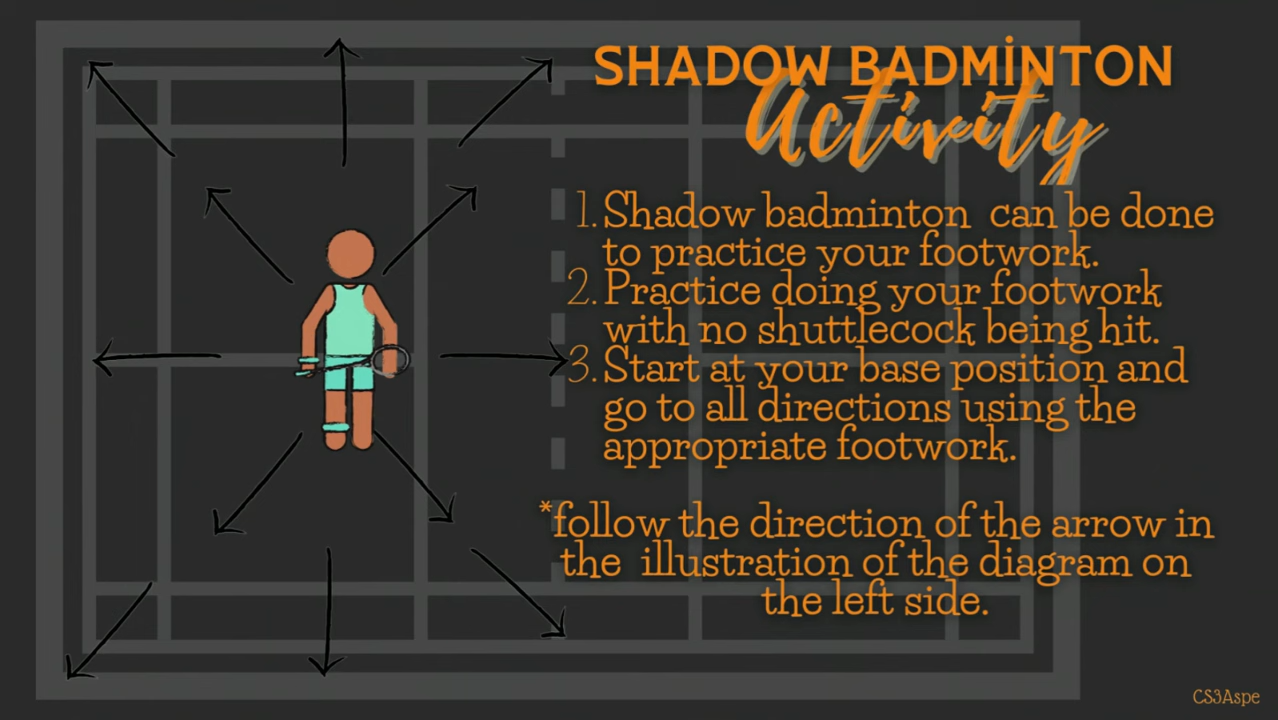 SHADOW BADMİNTON
Activity
1. Shadow badminton can be done
to practice your footwork.
2. Practice doing your footwork
with no shuttlecock being hit.
3. Start at your base position and
go to all directions using the
appropriate footwork.
*follow the direction of the arrow in
the illustration of the diagram on
the left side.
CS3Aspe